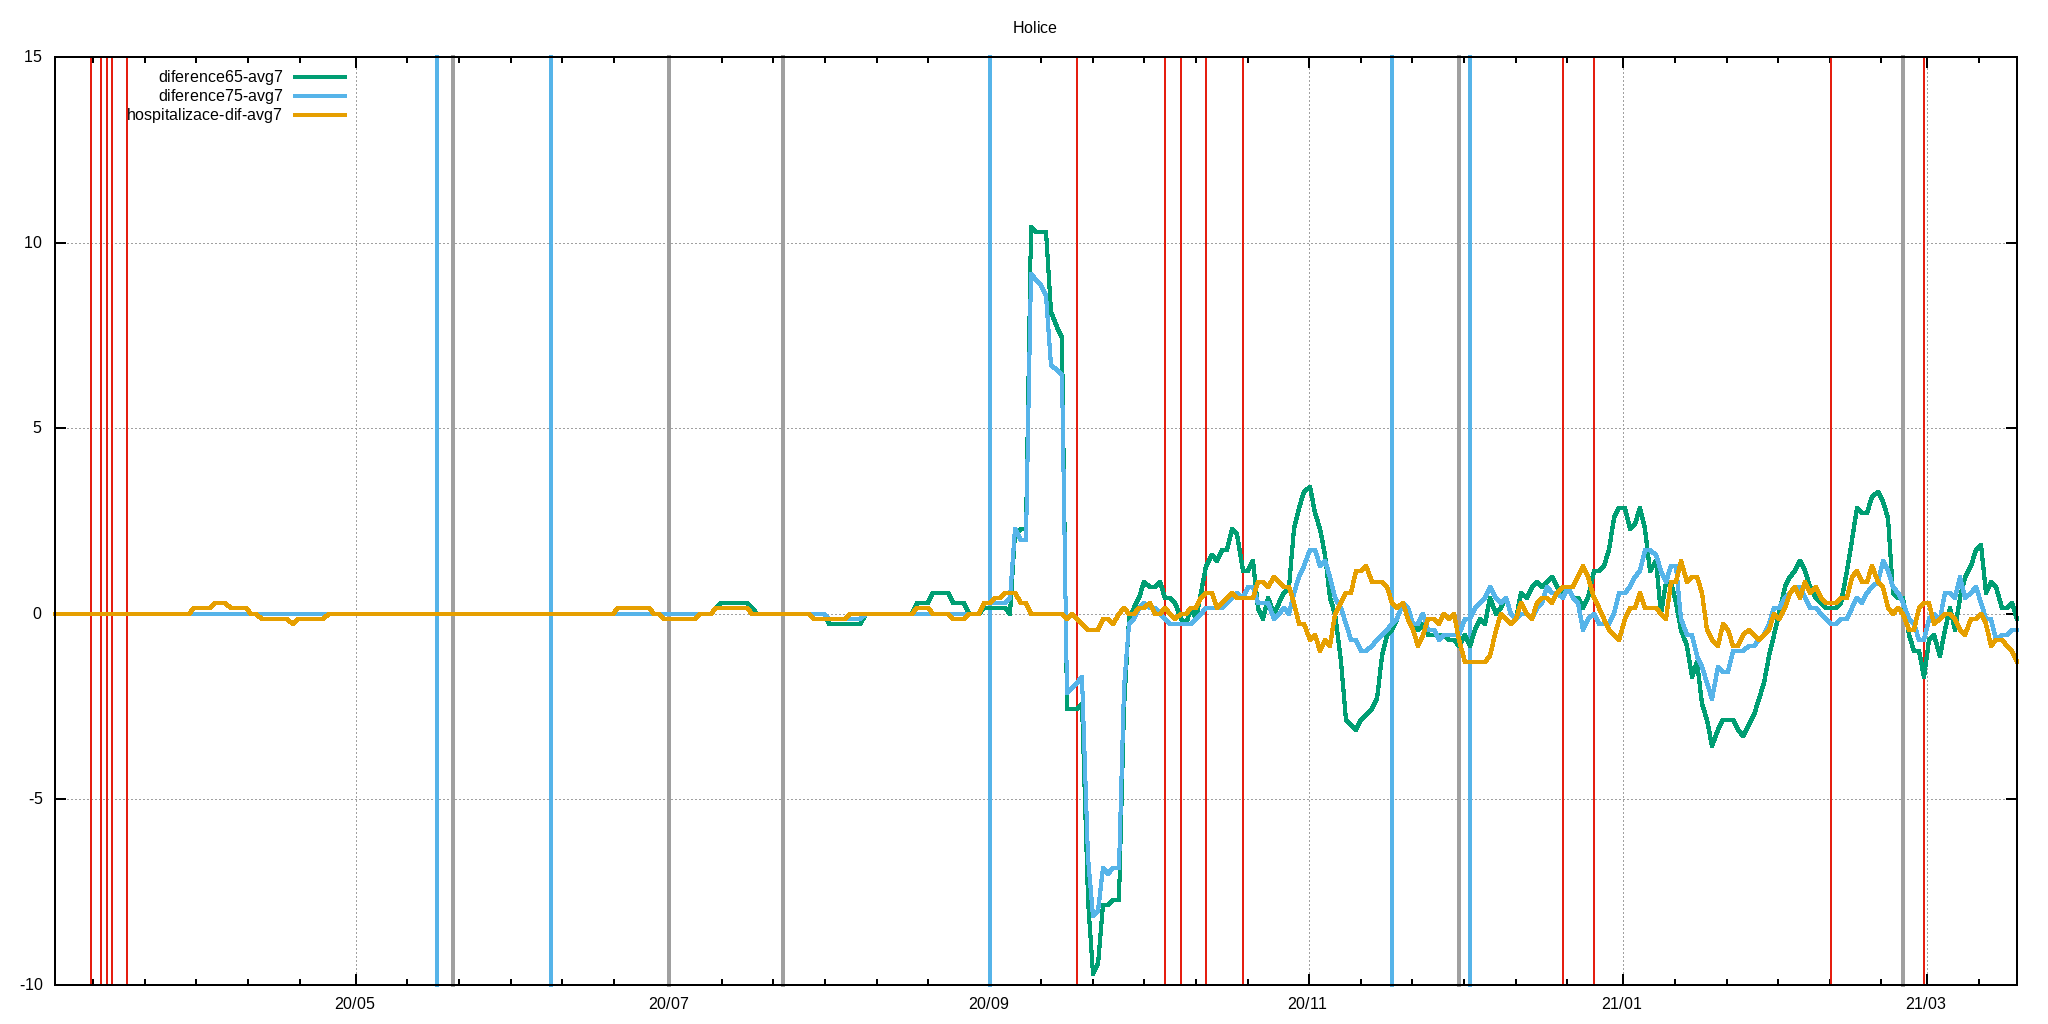 Holice
15
diference65-avg7
diference75-avg7
hospitalizace-dif-avg7
10
5
0
-5
-10
20/05 20/07 20/09 20/11 21/01 21/03